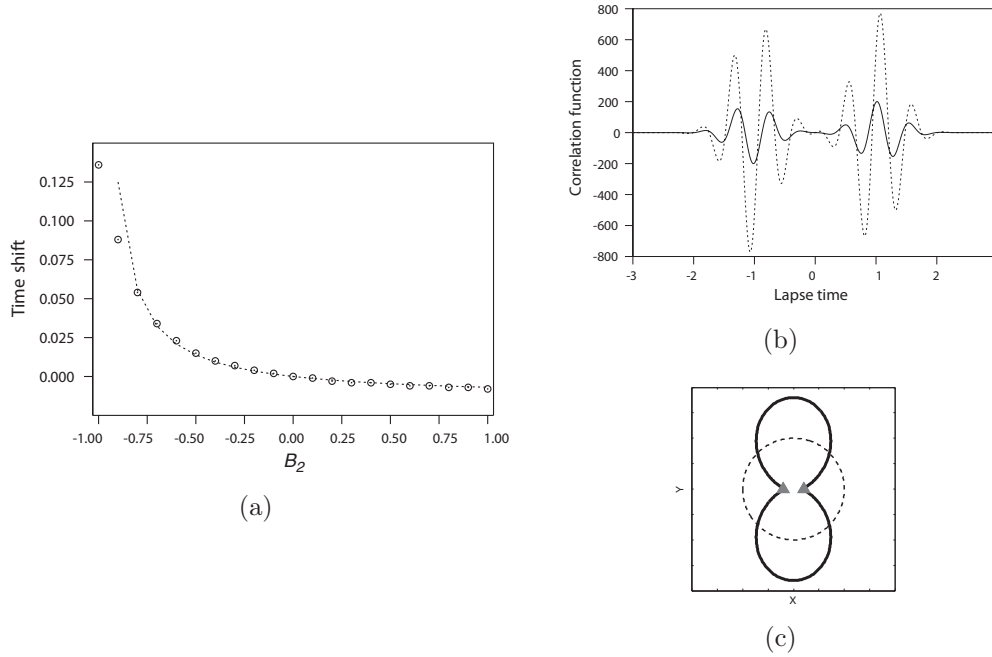 Time shift
0.125
0.100
0.075
0.050
0.025
0.000
-1.00 -0.75 -0.50 -0.25 0.00 0.25 0.50 0.75 1.00
B2
(a)
Correlation function
800
600
400
200
0
-200
-400
-600
-800
-3 -2 -1 0 1 2
Lapse time
(b)
Y
X
(c)